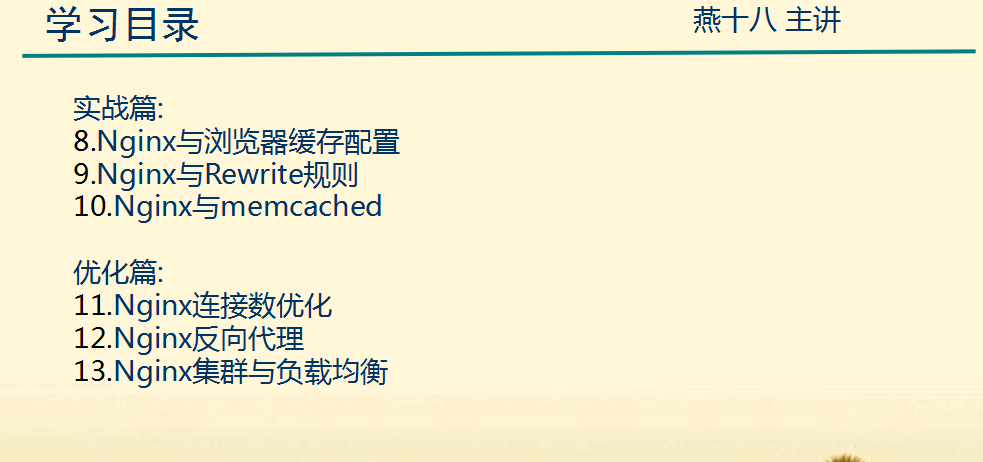 学习目录
燕十八 主讲
实战篇:
8.Nginx与浏览器缓存配置
9.Nginx与Rewrite规则
10.Nginx与memcached
优化篇:
11.Nginx连接数优化
12.Nginx反向代理
13.Nginx集群与负载均衡